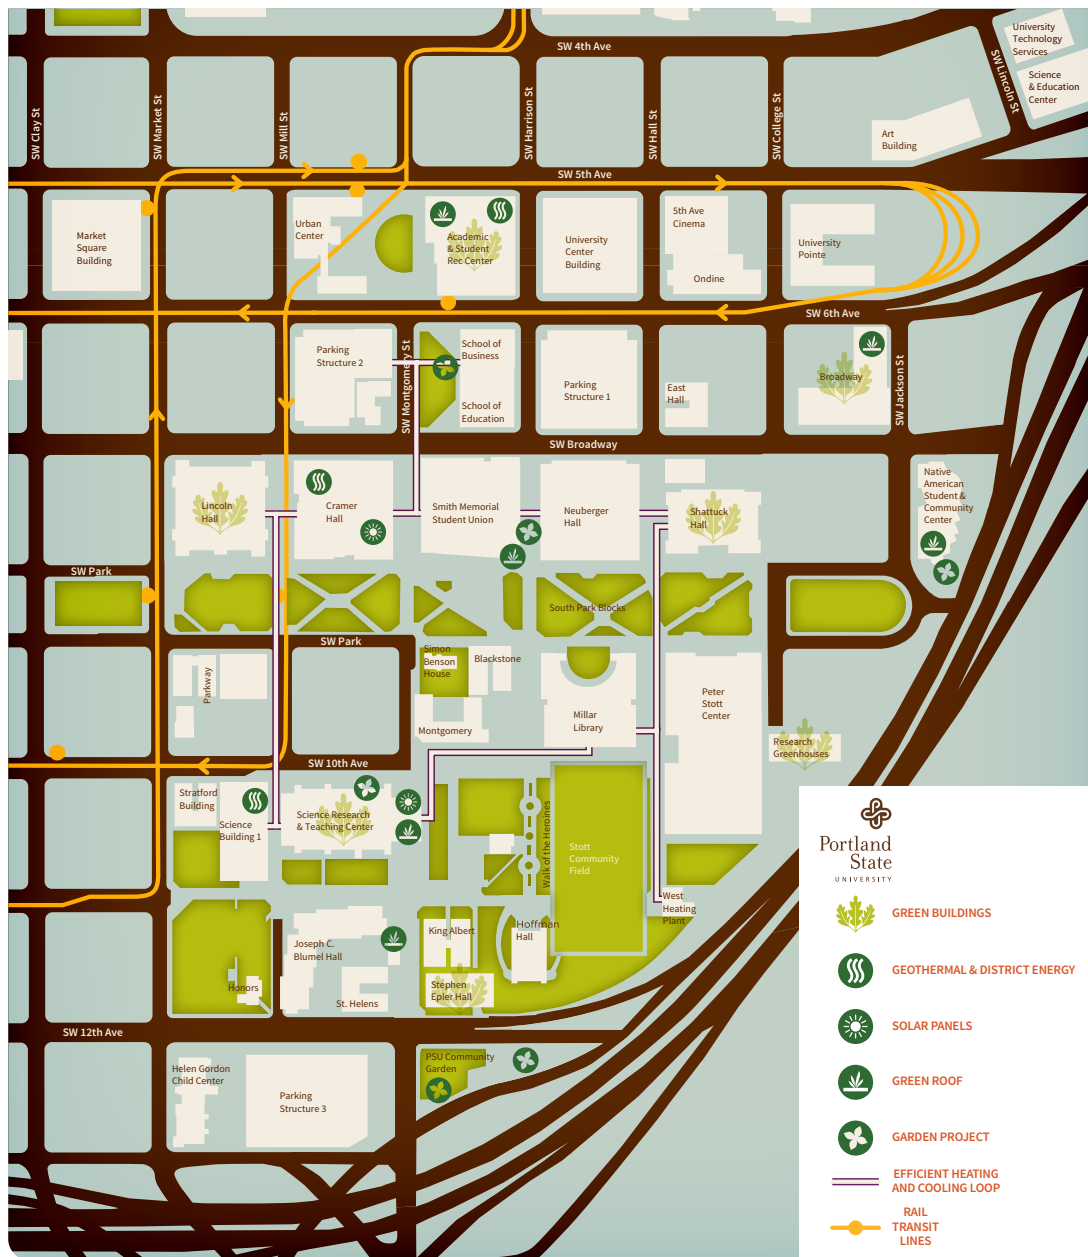 SW 4th Ave
University
Technology
Services
Science
& Education
Center
SW Lincoln St
SW Clay St
SW Market St
SW Mill St
SW Harrison St
SW Hall St
SW College St
Art
Building
SW 5th Ave
Market
Square
Building
Urban
Center
Academic
& Student
Rec Center
University
Center
Building
5th Ave
Cinema
Ondine
University
Pointe
SW 6th Ave
Parking
Structure 2
SW Montgomery St
School of
Business
School of
Education
Parking
Structure 1
East
Hall
Broadway
SW Jackson St
SW Broadway
Lincoln
Hall
Cramer
Hall
Smith Memorial
Student Union
Neuberger
Hall
Shattuck
Hall
Native
American
Student &
Community
Center
SW Park
South Park Blocks
SW Park
Simon
Benson
House
Blackstone
Parkway
Montgomery
Millar
Library
Peter
Stott
Center
Research
Greenhouses
SW 10th Ave
Stratford
Building
Science
Building 1
Science Research
& Teaching Center
Walk of the Heroines
Stott
Community
Field
West
Heating
Plant
King Albert
Hoffman
Hall
Joseph C.
Blumel Hall
Honors
St. Helens
Stephen
Epler Hall
SW 12th Ave
Helen Gordon
Child Center
Parking
Structure 3
PSU Community
Garden
Portland
State
UNIVERSITY
GREEN BUILDINGS
GEOTHERMAL & DISTRICT ENERGY
SOLAR PANELS
GREEN ROOF
GARDEN PROJECT
EFFICIENT HEATING
AND COOLING LOOP
RAIL
TRANSIT
LINES